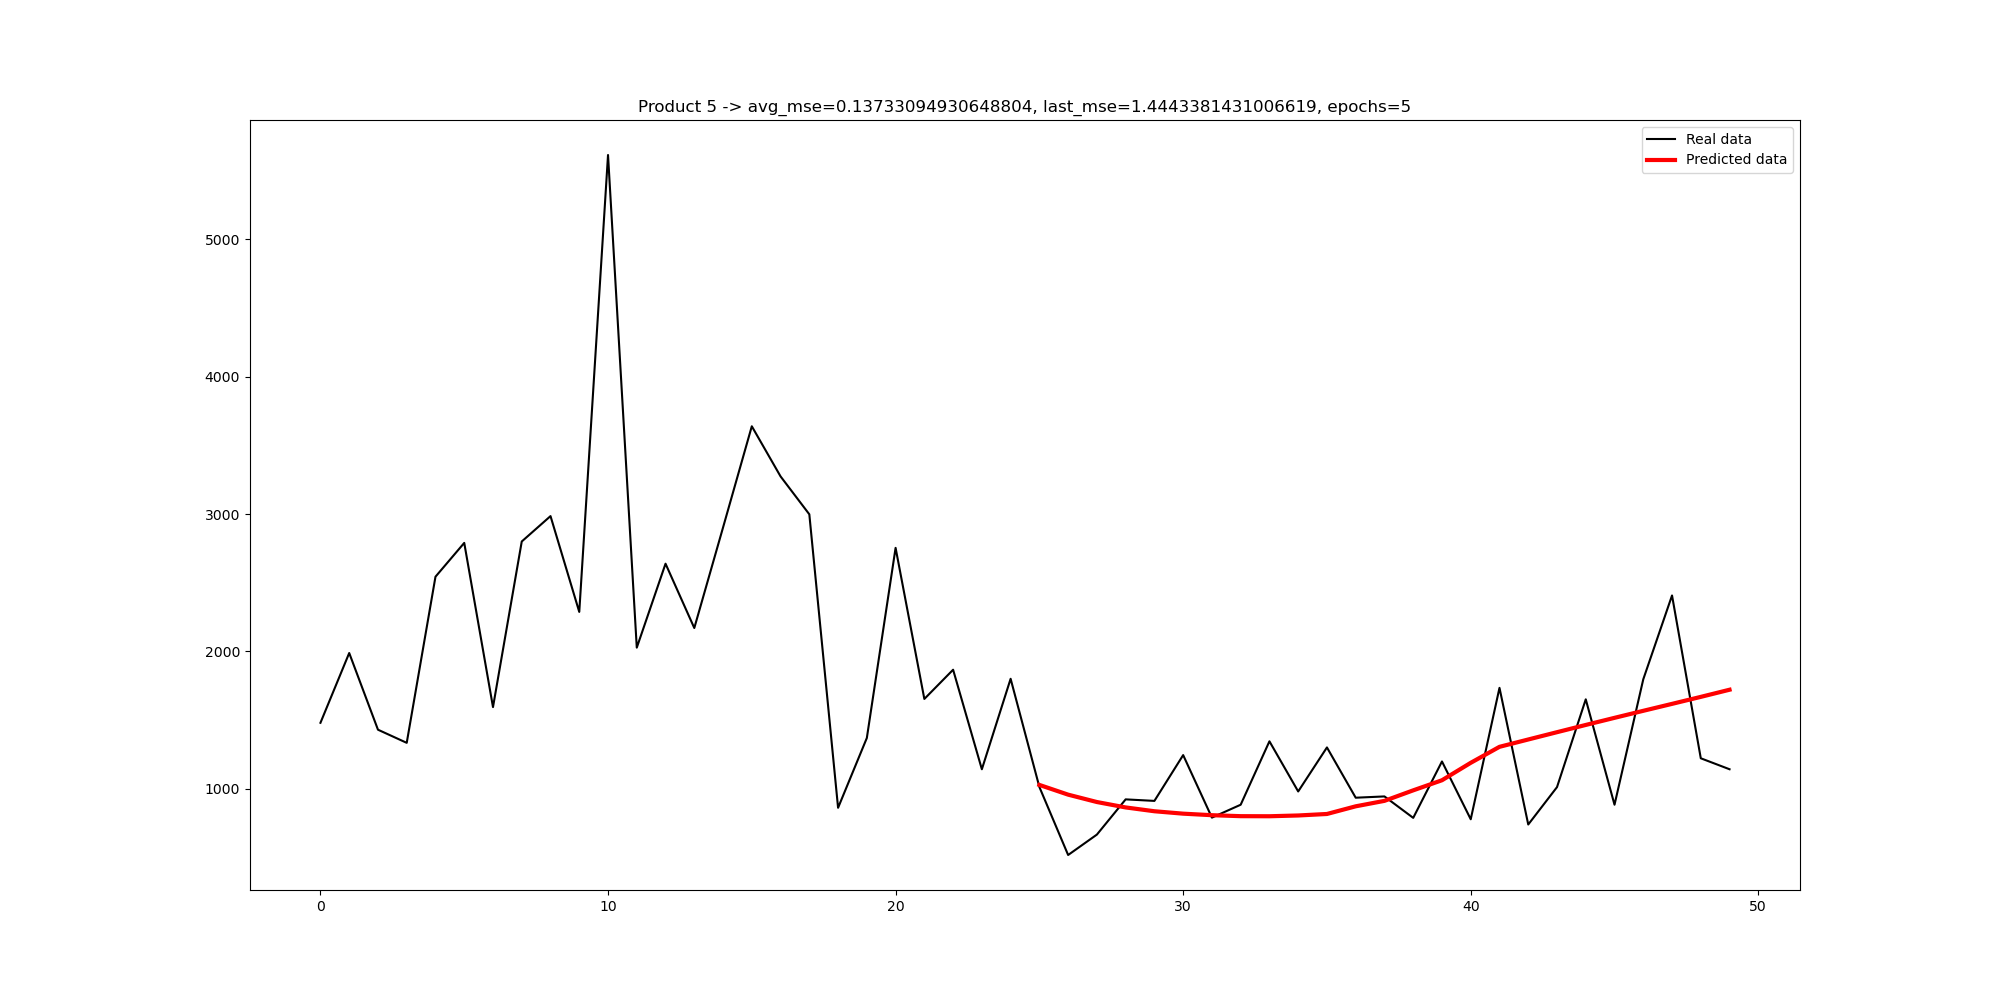 Product 5 -> avg_mse=0.13733094930648804, last_mse=1.4443381431006619, epochs=5
Real data
Predicted data
5000
4000
3000
2000
1000
0 10 20 30 40 50